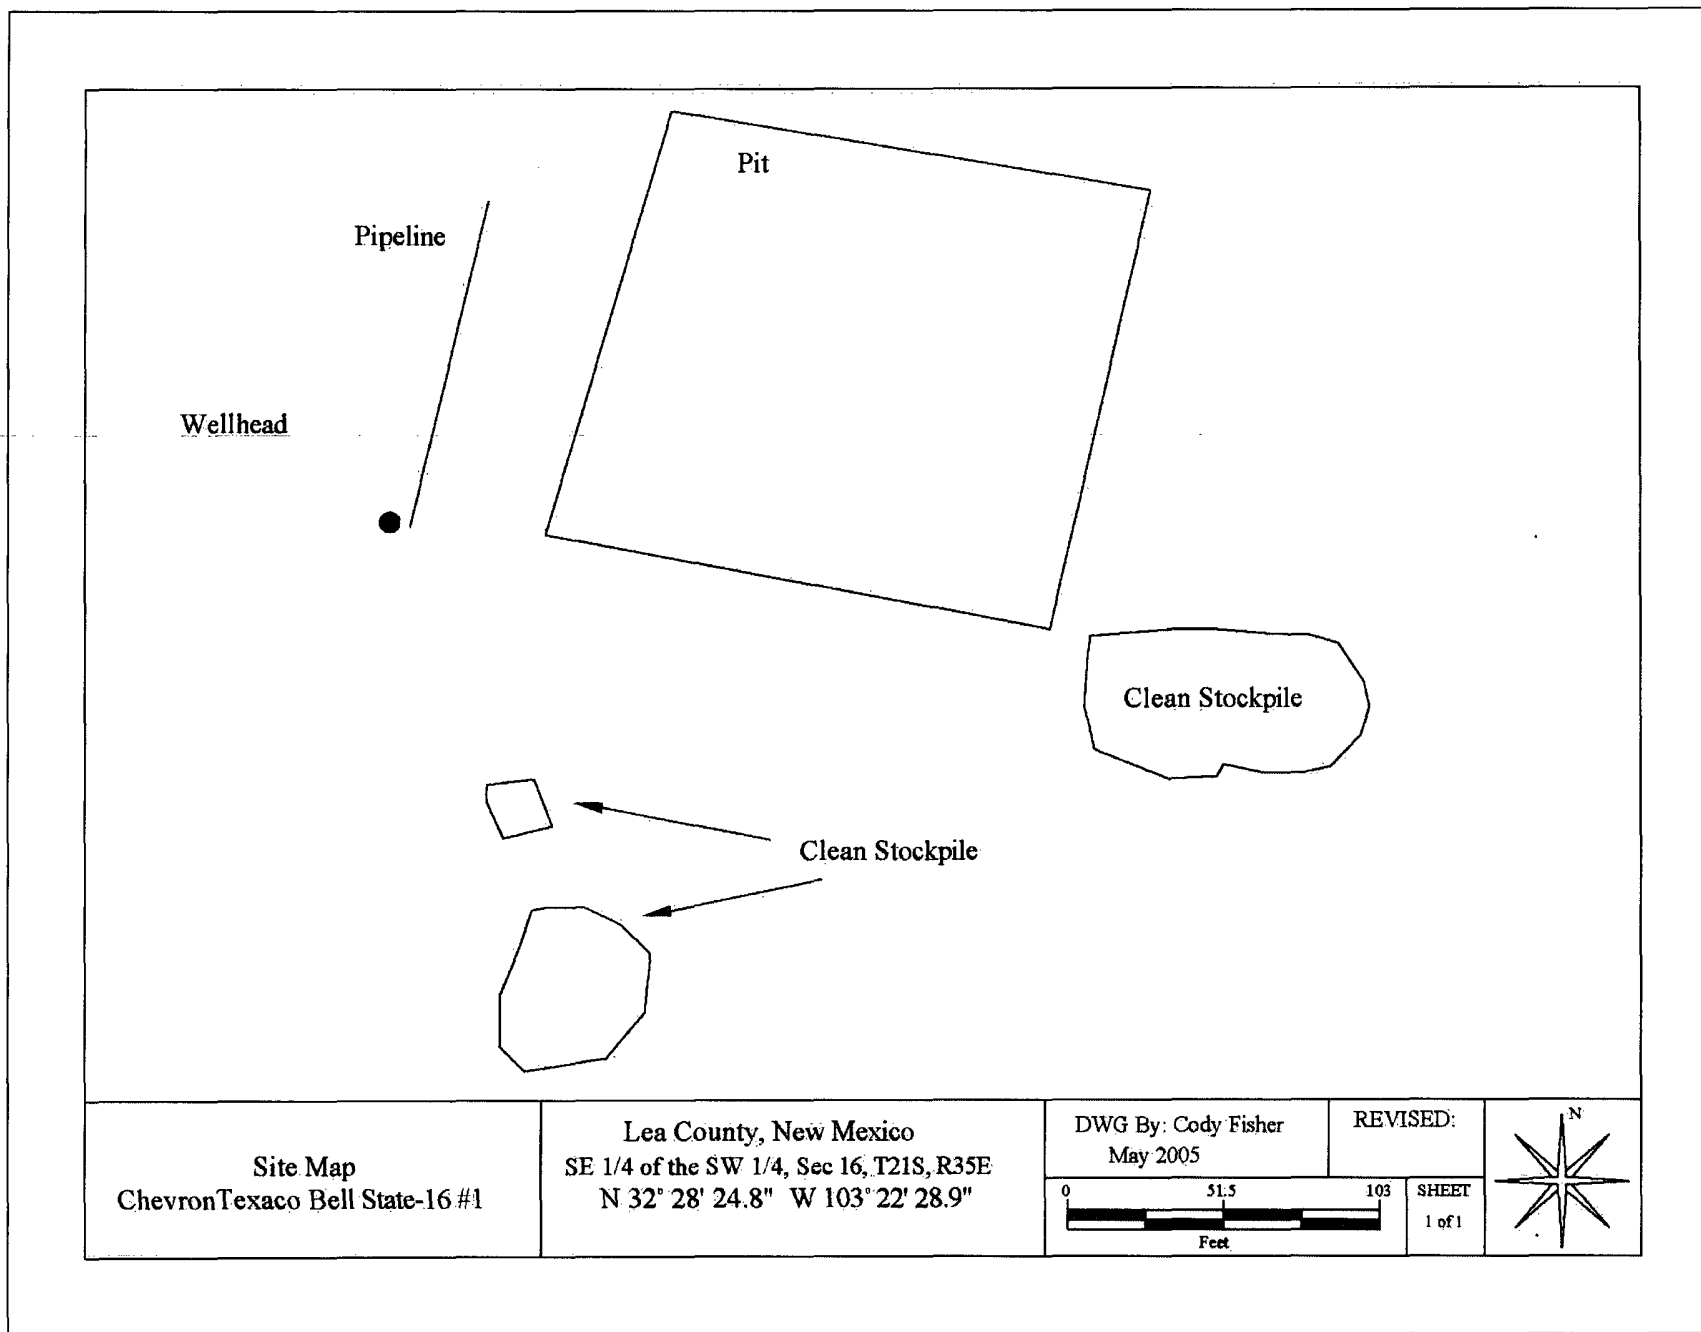 Pit
Pipeline
Wellhead
Clean Stockpile
Clean Stockpile
Site Map
ChevronTexaco Bell State-16 #1
Lea County, New Mexico
SE 1/4 of the SW 1/4, Sec 16, T21S, R35E
N 32° 28' 24.8" W 103° 22' 28.9"
DWG By: Cody Fisher
May 2005
REVISED:
0 51.5 103
Feet
SHEET
1 of 1
N